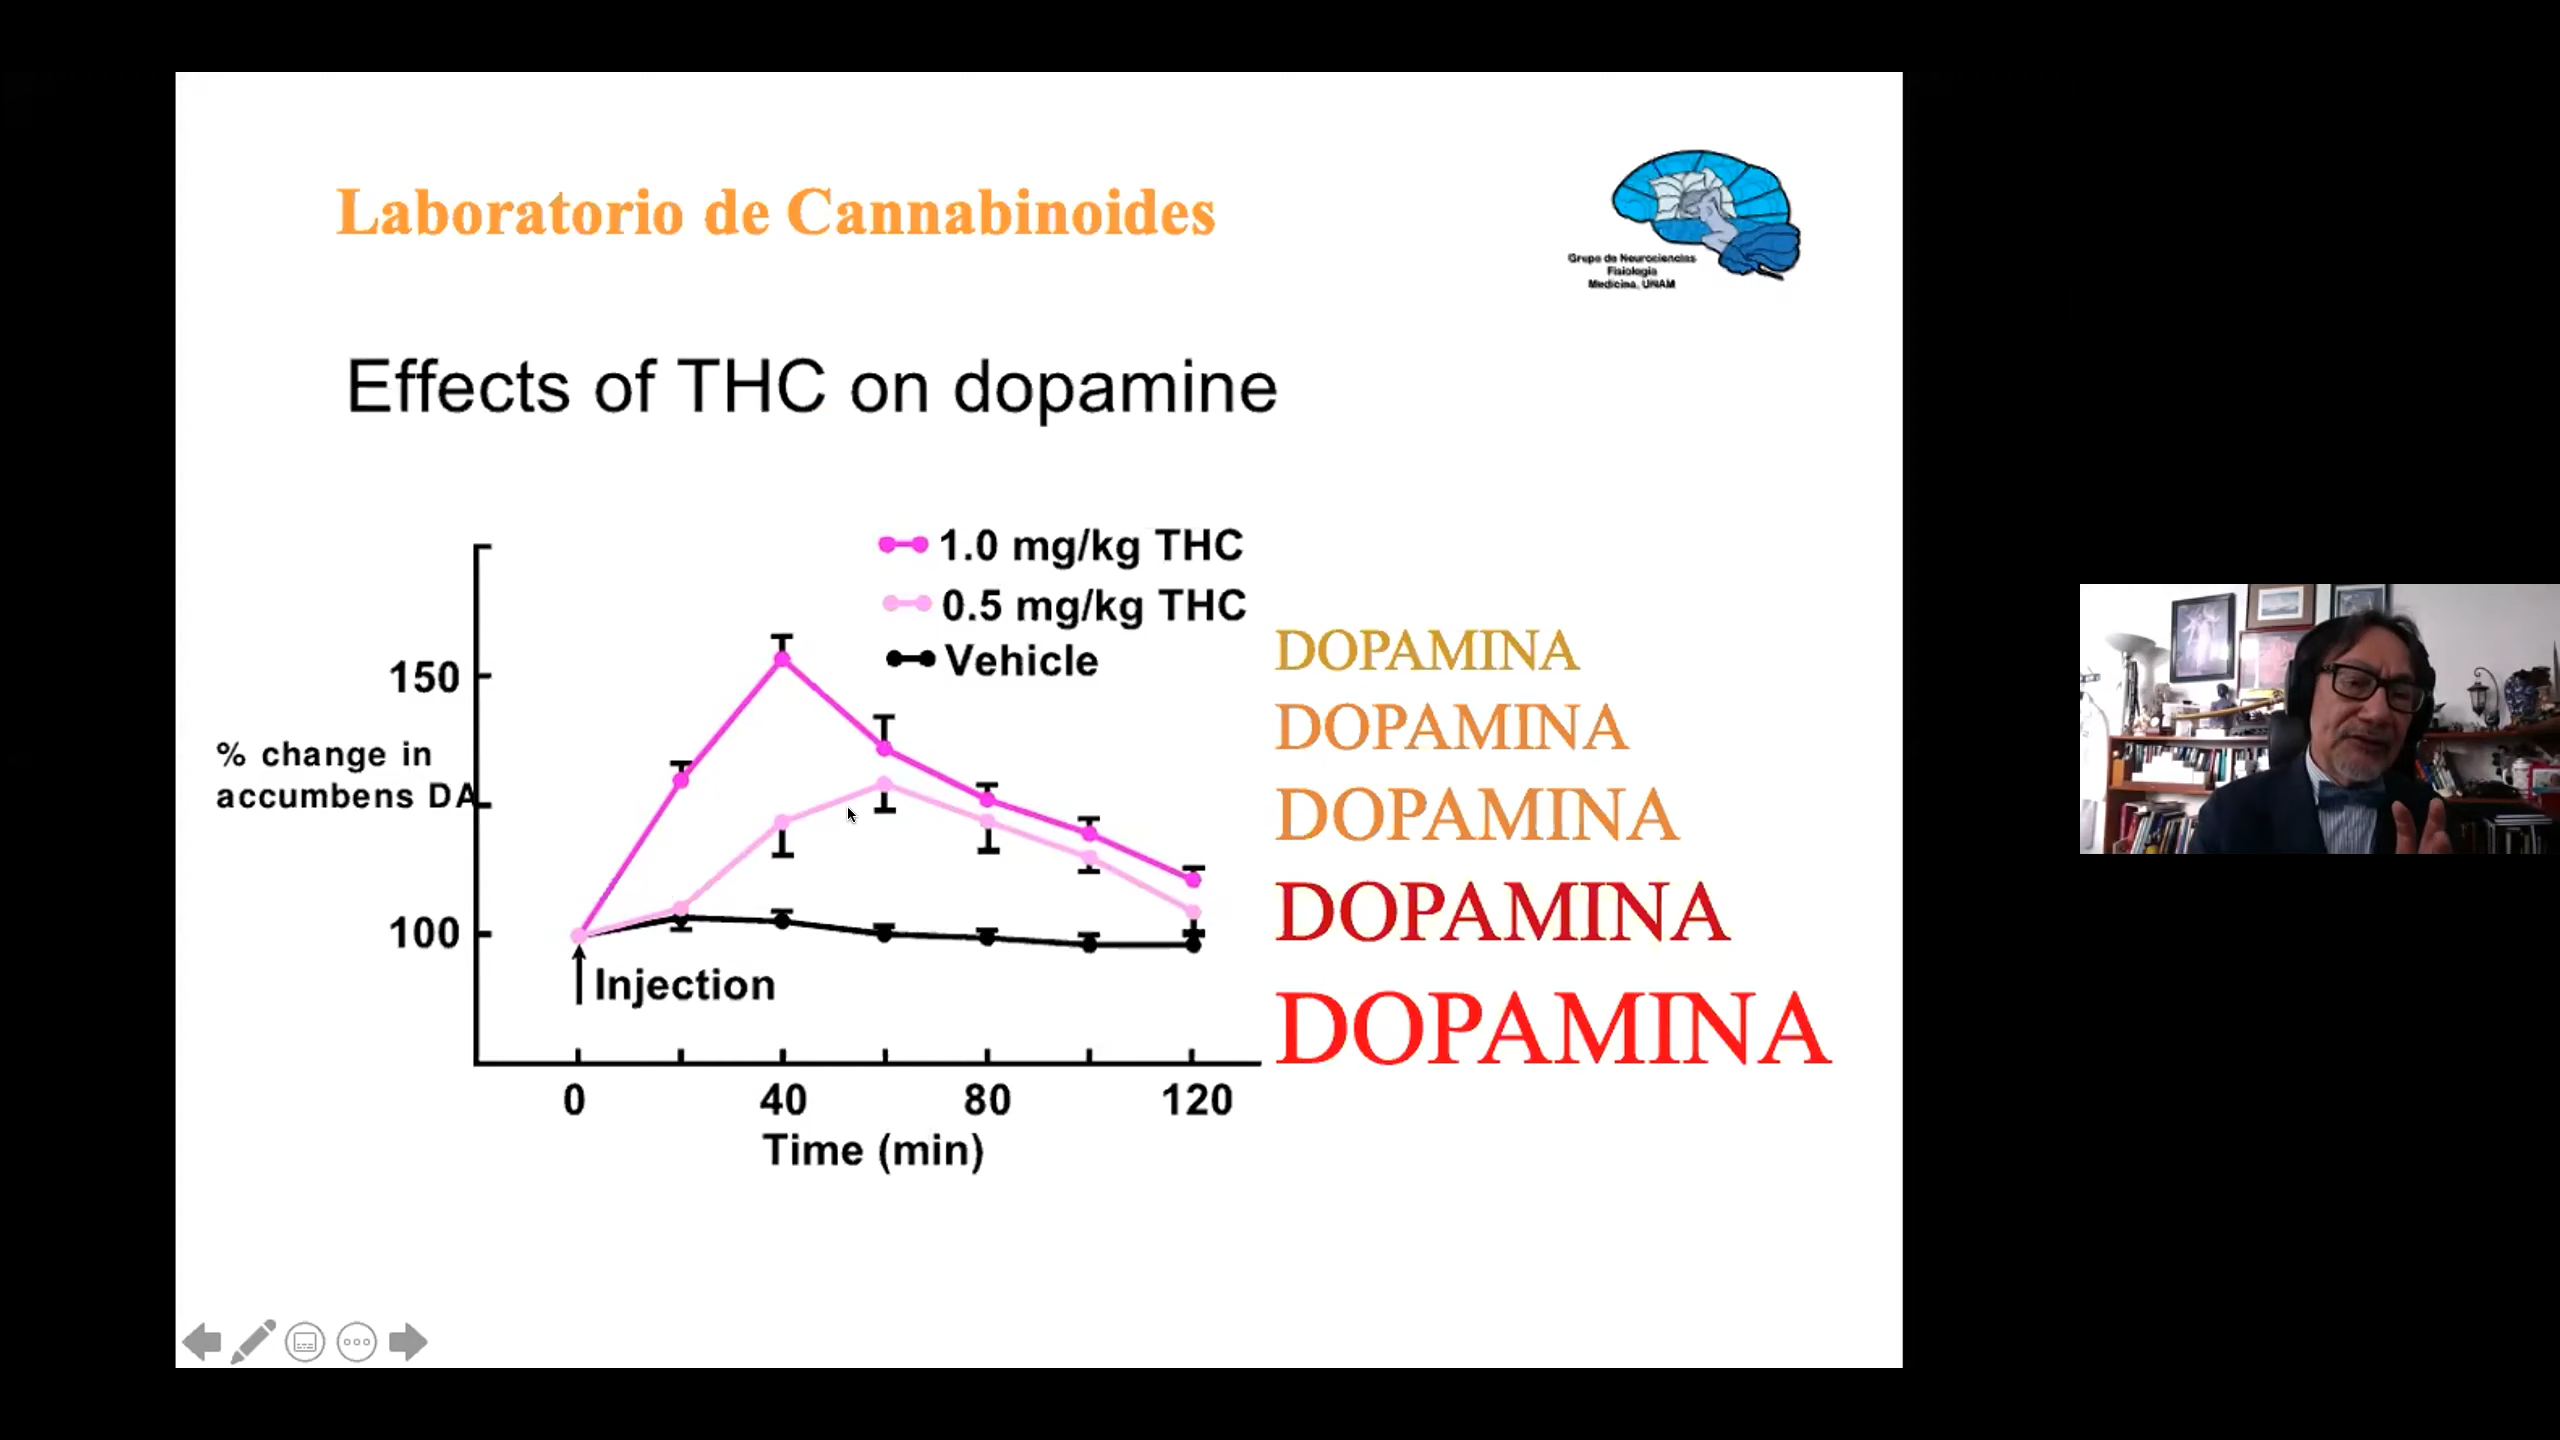 Laboratorio de Cannabinoides
Grupo de Neurociencias
Fisiología
Medicina, UNAM
Effects of THC on dopamine
1.0 mg/kg THC
0.5 mg/kg THC
Vehicle
150
% change in
accumbens DA
100
Injection
0 40 80 120
Time (min)
DOPAMINA
DOPAMINA
DOPAMINA
DOPAMINA
DOPAMINA